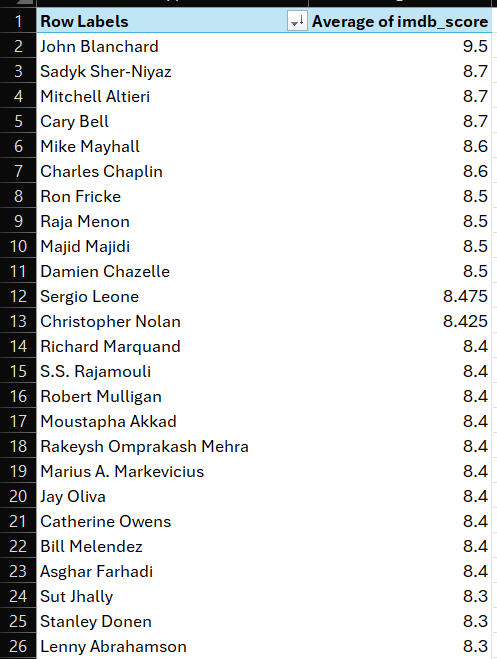 1 Row Labels Average of imdb_score
2 John Blanchard 9.5
3 Sadyk Sher-Niyaz 8.7
4 Mitchell Altieri 8.7
5 Cary Bell 8.7
6 Mike Mayhall 8.6
7 Charles Chaplin 8.6
8 Ron Fricke 8.5
9 Raja Menon 8.5
10 Majid Majidi 8.5
11 Damien Chazelle 8.5
12 Sergio Leone 8.475
13 Christopher Nolan 8.425
14 Richard Marquand 8.4
15 S.S. Rajamouli 8.4
16 Robert Mulligan 8.4
17 Moustapha Akkad 8.4
18 Rakeysh Omprakash Mehra 8.4
19 Marius A. Markevicius 8.4
20 Jay Oliva 8.4
21 Catherine Owens 8.4
22 Bill Melendez 8.4
23 Asghar Farhadi 8.4
24 Sut Jhally 8.3
25 Stanley Donen 8.3
26 Lenny Abrahamson 8.3